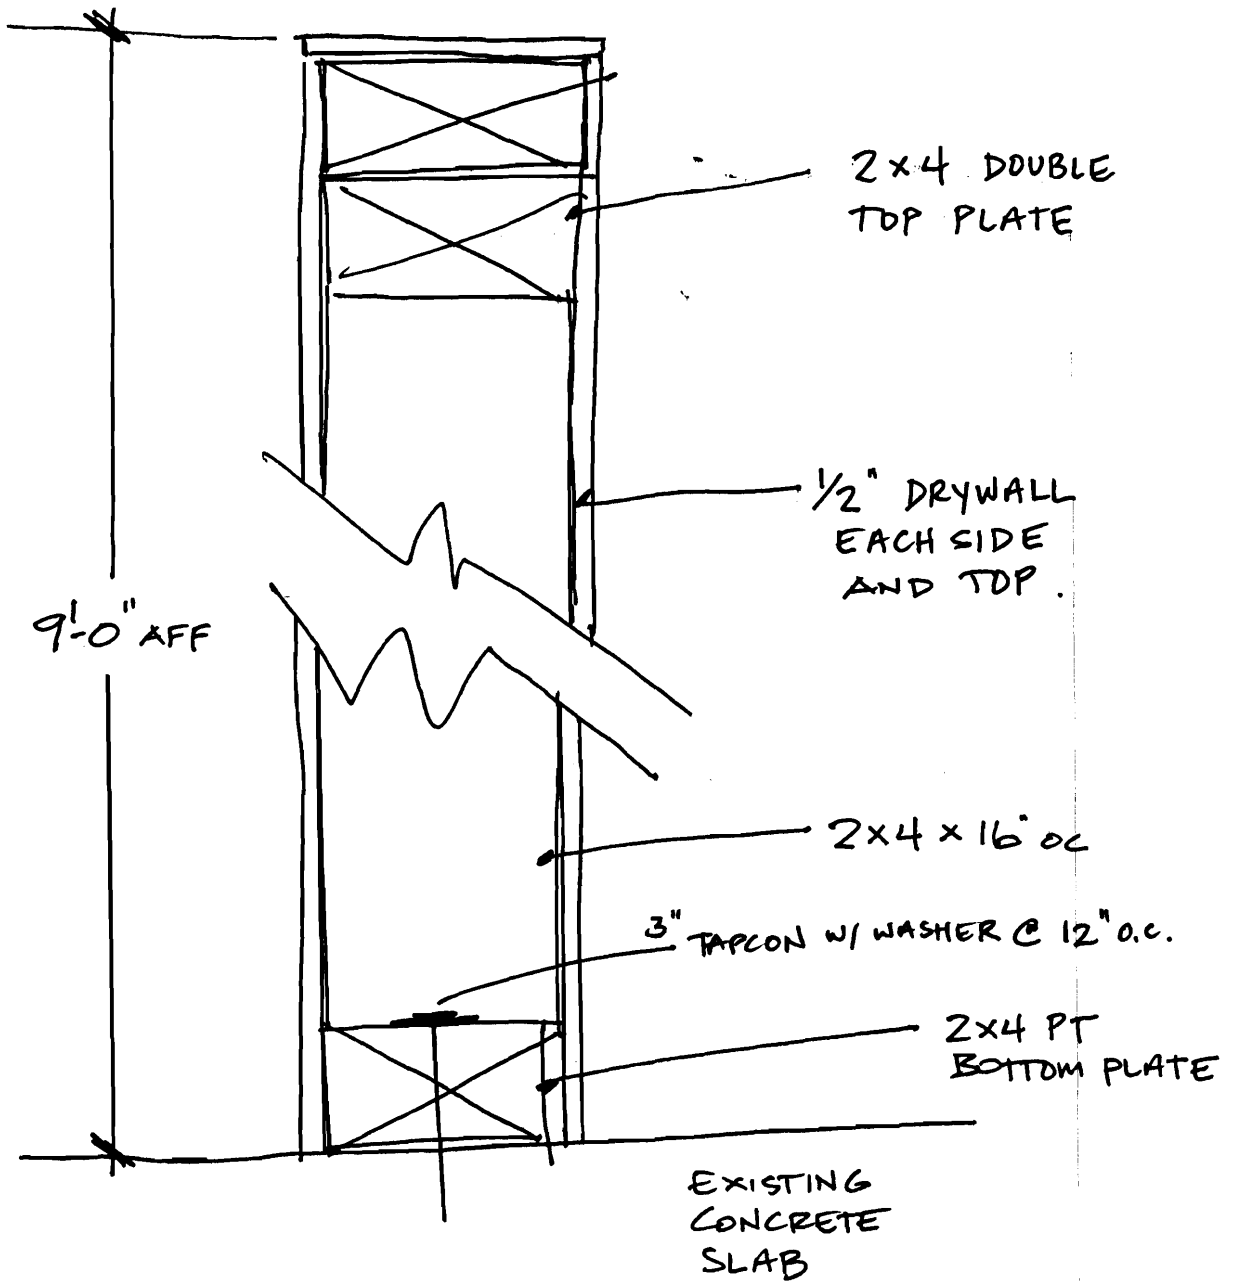 2x4 DOUBLE
TOP PLATE
1/2" DRYWALL
EACH SIDE
AND TOP.
9'-0" AFF
2x4 x 16" OC
3" TAPCON W/ WASHER @ 12" O.C.
2x4 PT
BOTTOM PLATE
EXISTING
CONCRETE
SLAB